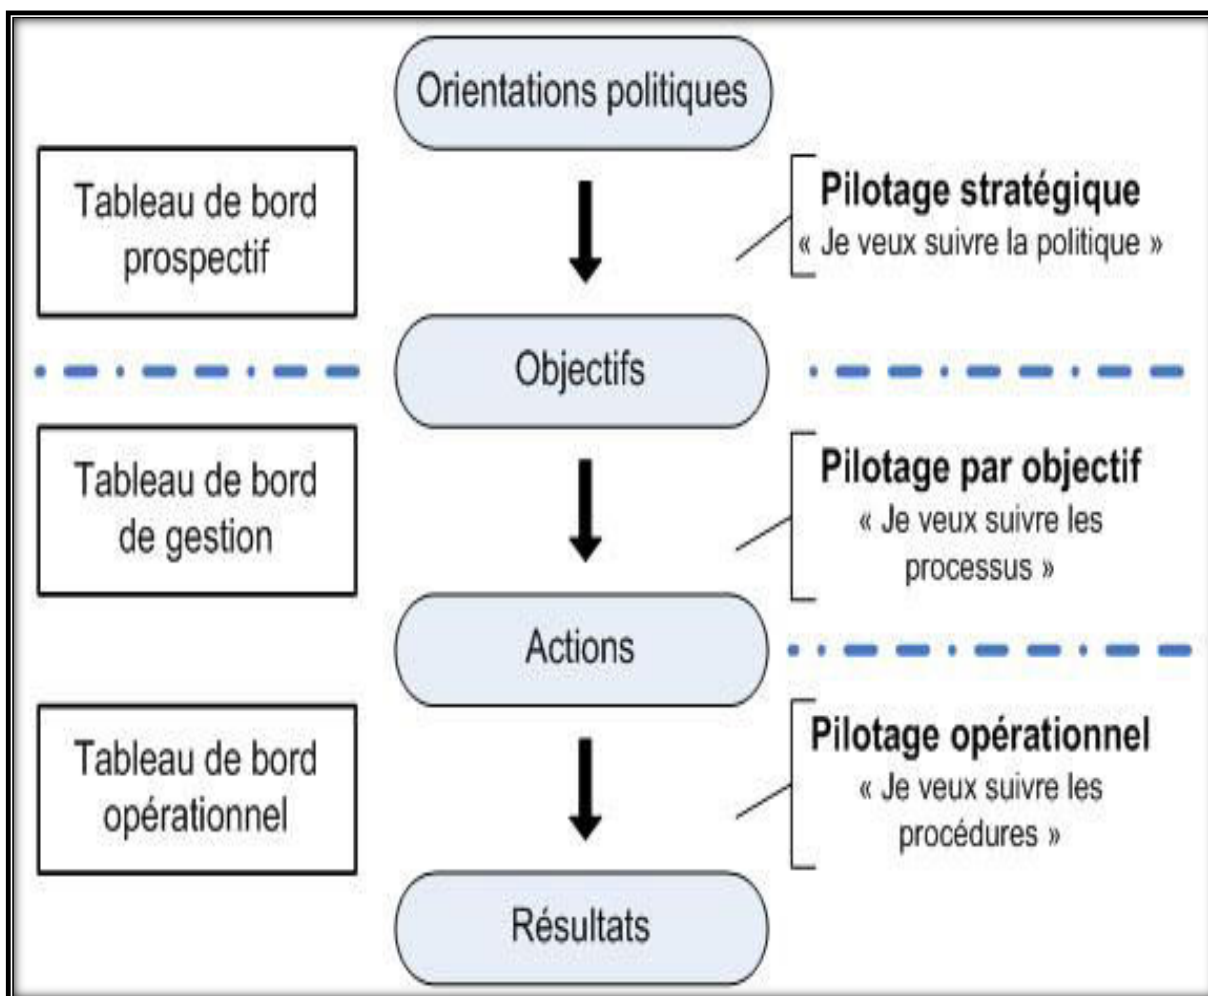 Orientations politiques
Tableau de bord
prospectif
Pilotage stratégique
« Je veux suivre la politique »
Objectifs
Tableau de bord
de gestion
Pilotage par objectif
« Je veux suivre les
processus »
Actions
Tableau de bord
opérationnel
Pilotage opérationnel
« Je veux suivre les
procédures »
Résultats